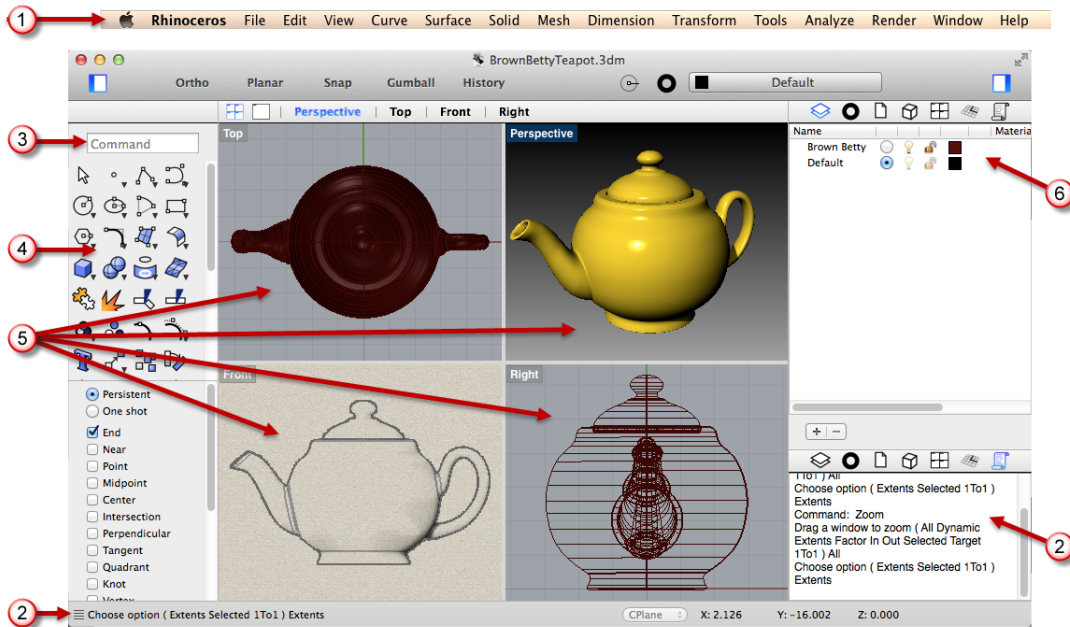 1
Rhinoceros File Edit View Curve Surface Solid Mesh Dimension Transform Tools Analyze Render Window Help
BrownBettyTeapot.3dm
Ortho Planar Snap Gumball History Default
Perspective Top Front Right
3
Command
Top
Perspective
Name Materia
Brown Betty
Default
6
4
5
Front
Right
Persistent
One shot
End
Near
Point
Midpoint
Center
Intersection
Perpendicular
Tangent
Quadrant
Knot
Vertex
1To1 ) All
Choose option ( Extents Selected 1To1 )
Extents
Command: Zoom
Drag a window to zoom ( All Dynamic
Extents Factor In Out Selected Target
1To1 ) All
Choose option ( Extents Selected 1To1 )
Extents
2
2
Choose option ( Extents Selected 1To1 ) Extents
CPlane X: 2.126 Y: -16.002 Z: 0.000